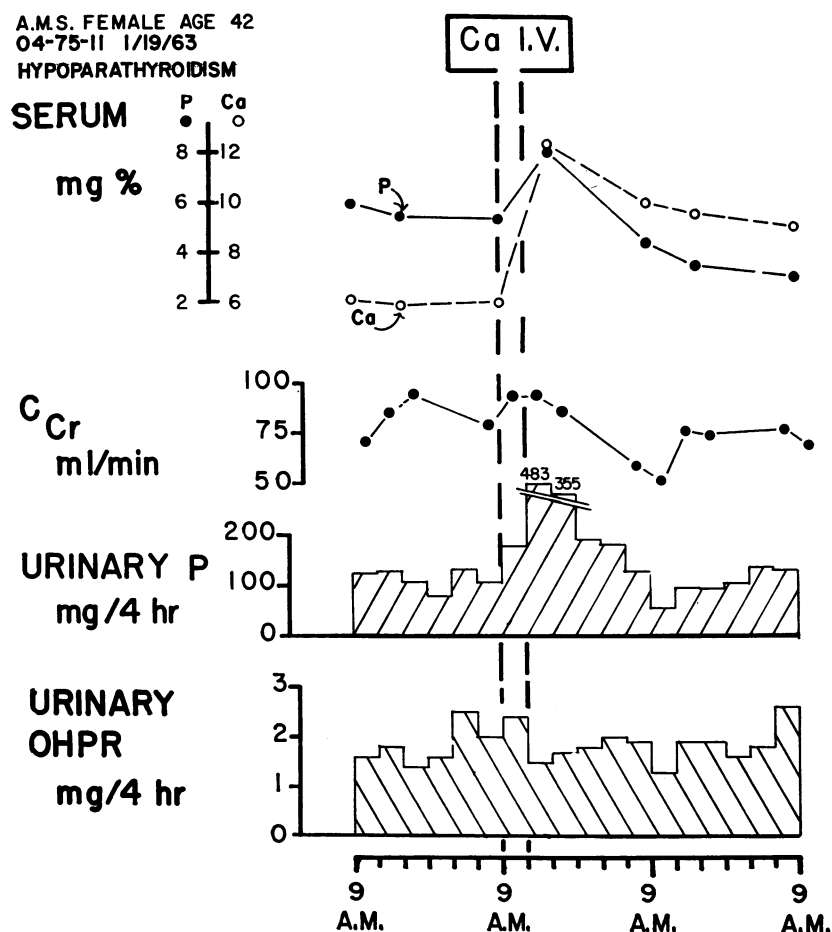 A.M.S. FEMALE AGE 42
04-75-11 1/19/63
HYPOPARATHYROIDISM
Ca I.V.
SERUM
P Ca
mg %
8 12
6 10
4 8
2 6
P
Ca
CCr
ml/min
100
75
50
483 355
URINARY P
mg/4 hr
200
100
0
URINARY
OHPR
mg/4 hr
3
2
1
0
9 9 9 9
A.M. A.M. A.M. A.M.